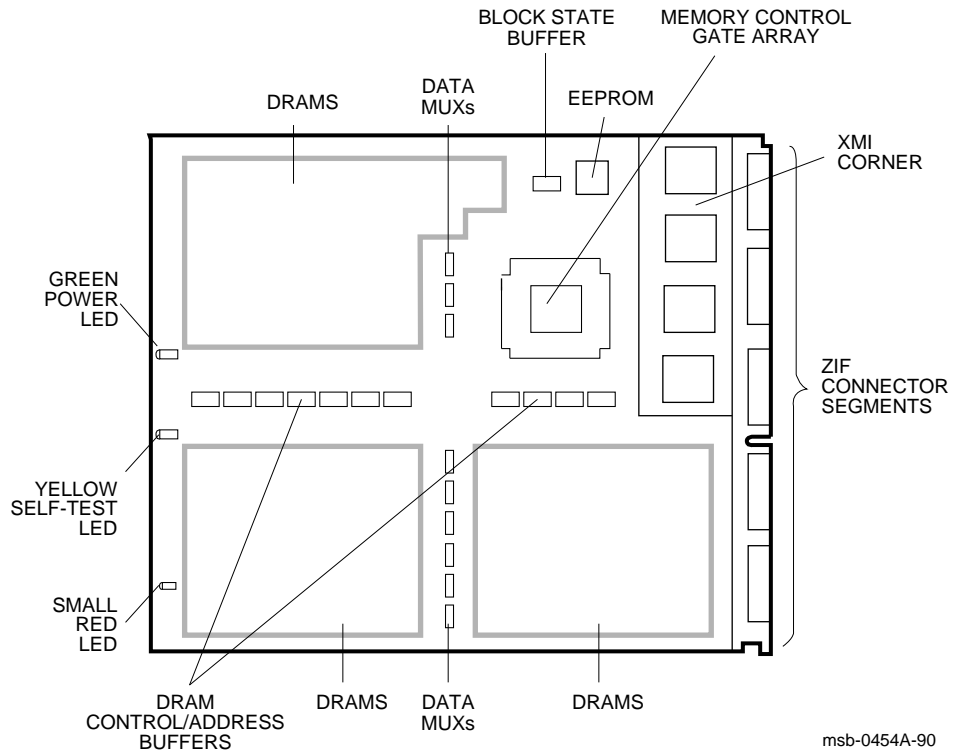 BLOCK STATE
BUFFER
MEMORY CONTROL
GATE ARRAY
DRAMS
DATA
MUXs
EEPROM
XMI
CORNER
GREEN
POWER
LED
ZIF
CONNECTOR
SEGMENTS
YELLOW
SELF-TEST
LED
SMALL
RED
LED
DRAM
CONTROL/ADDRESS
BUFFERS
DRAMS
DATA
MUXs
DRAMS
msb-0454A-90